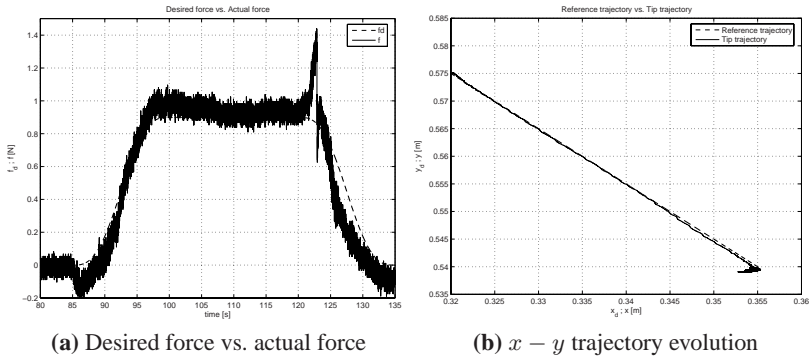 Desired force vs. Actual force
fd
f
1.4
1.2
1
0.8
0.6
0.4
0.2
0
−0.2
f_d ; f [N]
80 85 90 95 100 105 110 115 120 125 130 135
time [s]
(a) Desired force vs. actual force
Reference trajectory vs. Tip trajectory
Reference trajectory
Tip trajectory
0.585
0.58
0.575
0.57
0.565
0.56
0.555
0.55
0.545
0.54
0.535
y_d ; y [m]
0.32 0.325 0.33 0.335 0.34 0.345 0.35 0.355 0.36
x_d ; x [m]
(b) x − y trajectory evolution